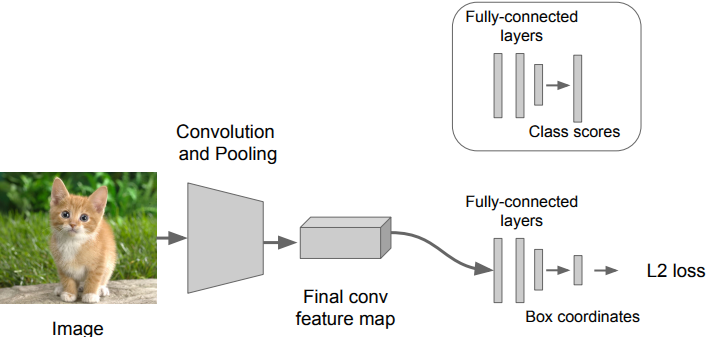 Fully-connected
layers
Class scores
Convolution
and Pooling
Fully-connected
layers
L2 loss
Final conv
feature map
Box coordinates
Image